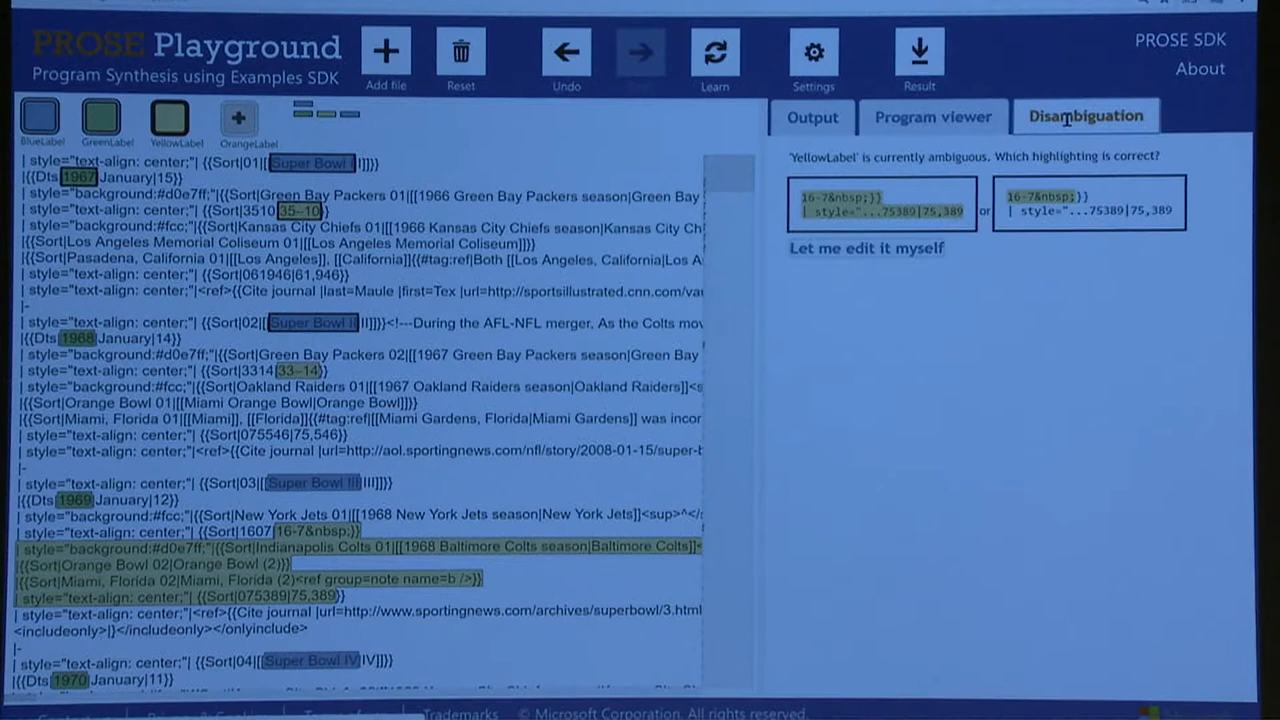 PROSE Playground
Program Synthesis using Examples SDK
Add file
Reset
Undo
Learn
Settings
Result
PROSE SDK
About
BlueLabel
GreenLabel
YellowLabel
OrangeLabel
| style="text-align: center;"| {{Sort|01|[[Super Bowl I|I]]}}
|{{Dts|1967|January|15}}
| style="background:#d0e7ff;"|{{Sort|Green Bay Packers 01|[[1966 Green Bay Packers season|Green Bay
| style="text-align: center;"| {{Sort|3510|35–10}}
| style="background:#fcc;"|{{Sort|Kansas City Chiefs 01|[[1966 Kansas City Chiefs season|Kansas City Ch
|{{Sort|Los Angeles Memorial Coliseum 01|[[Los Angeles Memorial Coliseum]]}}
|{{Sort|Pasadena, California 01|[[Los Angeles]], [[California]]{{#tag:ref|Both [[Los Angeles, California|Los A
| style="text-align: center;"| {{Sort|061946|61,946}}
| style="text-align: center;"|<ref>{{Cite journal |last=Maule |first=Tex |url=http://sportsillustrated.cnn.com/vau
|-
| style="text-align: center;"| {{Sort|02|[[Super Bowl II|II]]}}<!---During the AFL-NFL merger, As the Colts mov
|{{Dts|1968|January|14}}
| style="background:#d0e7ff;"|{{Sort|Green Bay Packers 02|[[1967 Green Bay Packers season|Green Bay
| style="text-align: center;"| {{Sort|3314|33–14}}
| style="background:#fcc;"|{{Sort|Oakland Raiders 01|[[1967 Oakland Raiders season|Oakland Raiders]]<s
|{{Sort|Orange Bowl 01|[[Miami Orange Bowl|Orange Bowl]]}}
|{{Sort|Miami, Florida 01|[[Miami]], [[Florida]]{{#tag:ref|[[Miami Gardens, Florida|Miami Gardens]] was incor
| style="text-align: center;"| {{Sort|075546|75,546}}
| style="text-align: center;"|<ref>{{Cite journal |url=http://aol.sportingnews.com/nfl/story/2008-01-15/super-b
|-
| style="text-align: center;"| {{Sort|03|[[Super Bowl III|III]]}}
|{{Dts|1969|January|12}}
| style="background:#fcc;"|{{Sort|New York Jets 01|[[1968 New York Jets season|New York Jets]]<sup>^</s
| style="text-align: center;"| {{Sort|1607|16-7&nbsp;}}
| style="background:#d0e7ff;"|{{Sort|Indianapolis Colts 01|[[1968 Baltimore Colts season|Baltimore Colts]]<
|{{Sort|Orange Bowl 02|Orange Bowl (2)}}
|{{Sort|Miami, Florida 02|Miami, Florida (2)<ref group=note name=b />}}
| style="text-align: center;"| {{Sort|075389|75,389}}
| style="text-align: center;"|<ref>{{Cite journal |url=http://www.sportingnews.com/archives/superbowl/3.html
<includeonly>|}</includeonly></onlyinclude>
|-
| style="text-align: center;"| {{Sort|04|[[Super Bowl IV|IV]]}}
|{{Dts|1970|January|11}}
Output
Program viewer
Disambiguation
'YellowLabel' is currently ambiguous. Which highlighting is correct?
16-7&nbsp;}}
| style="...75389|75,389
or
16-7&nbsp;}}
| style="...75389|75,389
Let me edit it myself
Trademarks
© Microsoft Corporation. All rights reserved.